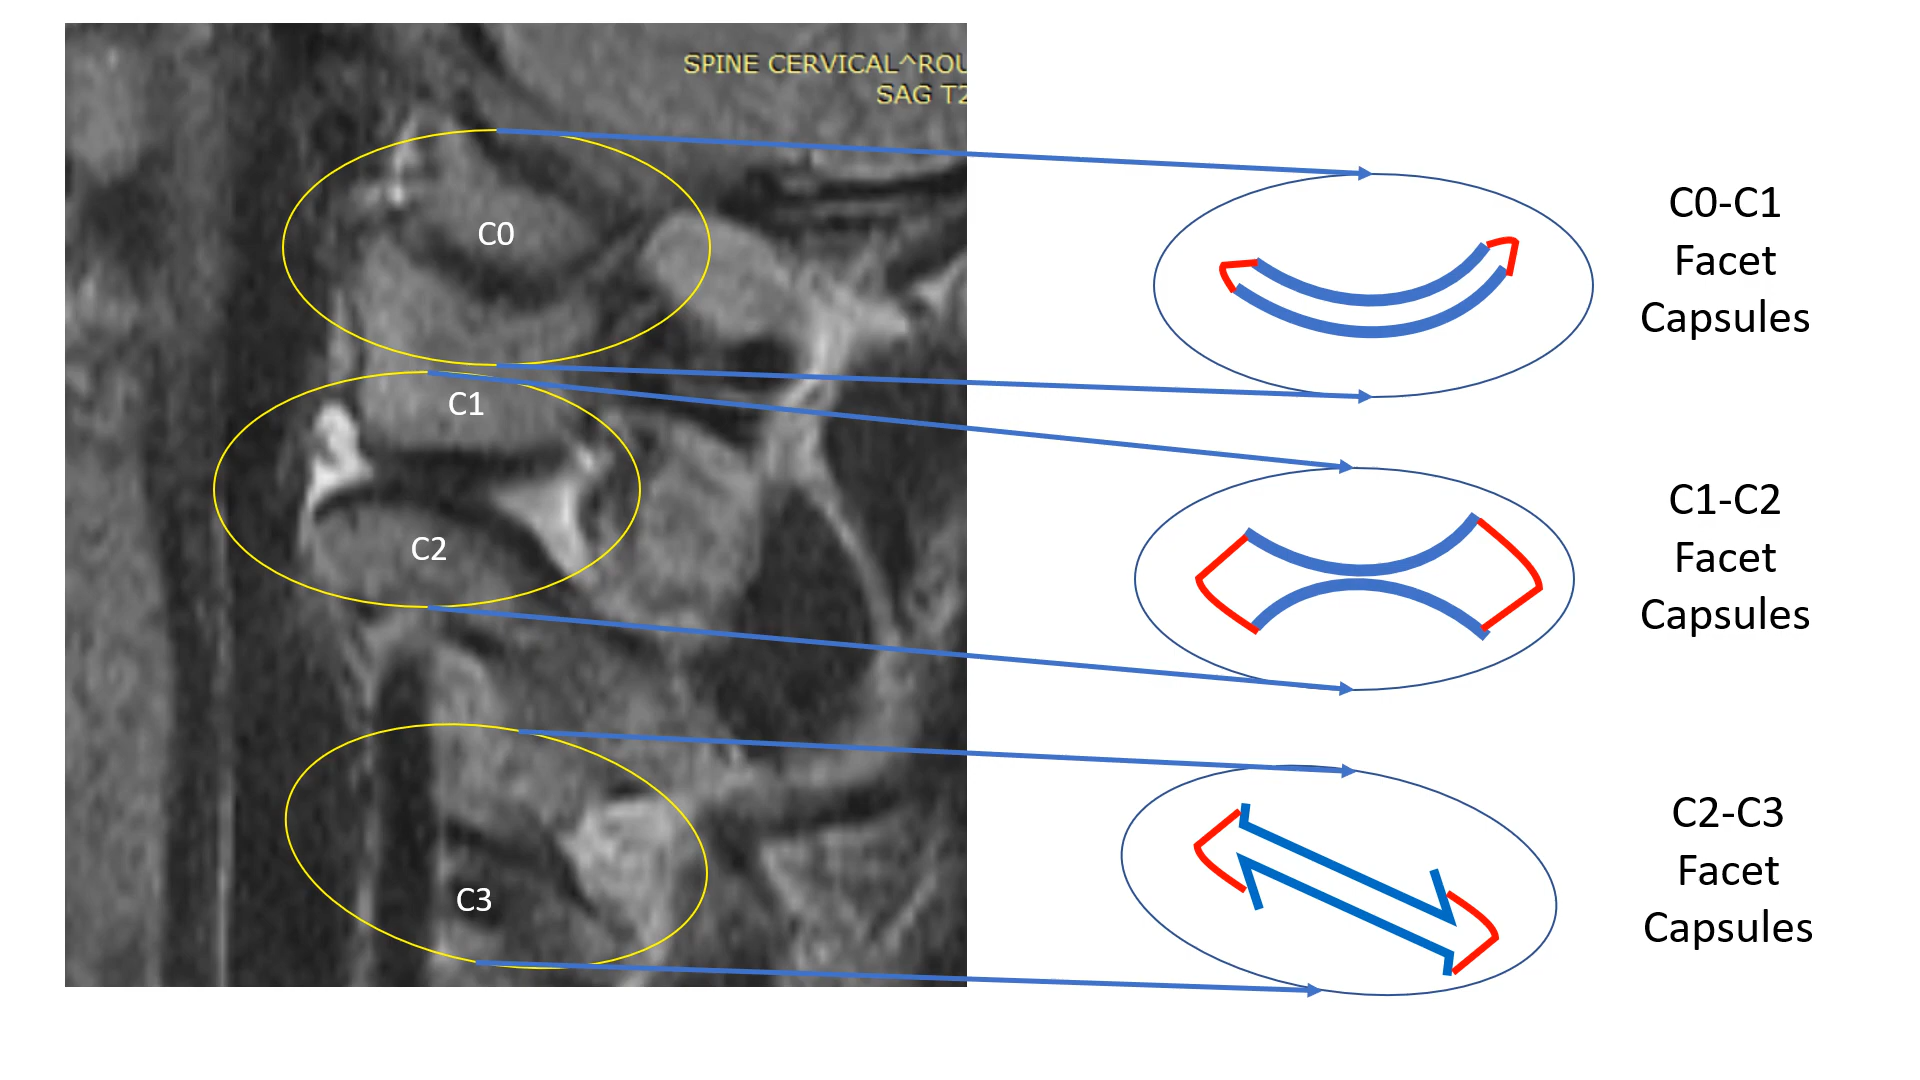 SPINE CERVICAL^ROU
SAG T2
C0
C1
C2
C3
C0-C1
Facet
Capsules
C1-C2
Facet
Capsules
C2-C3
Facet
Capsules